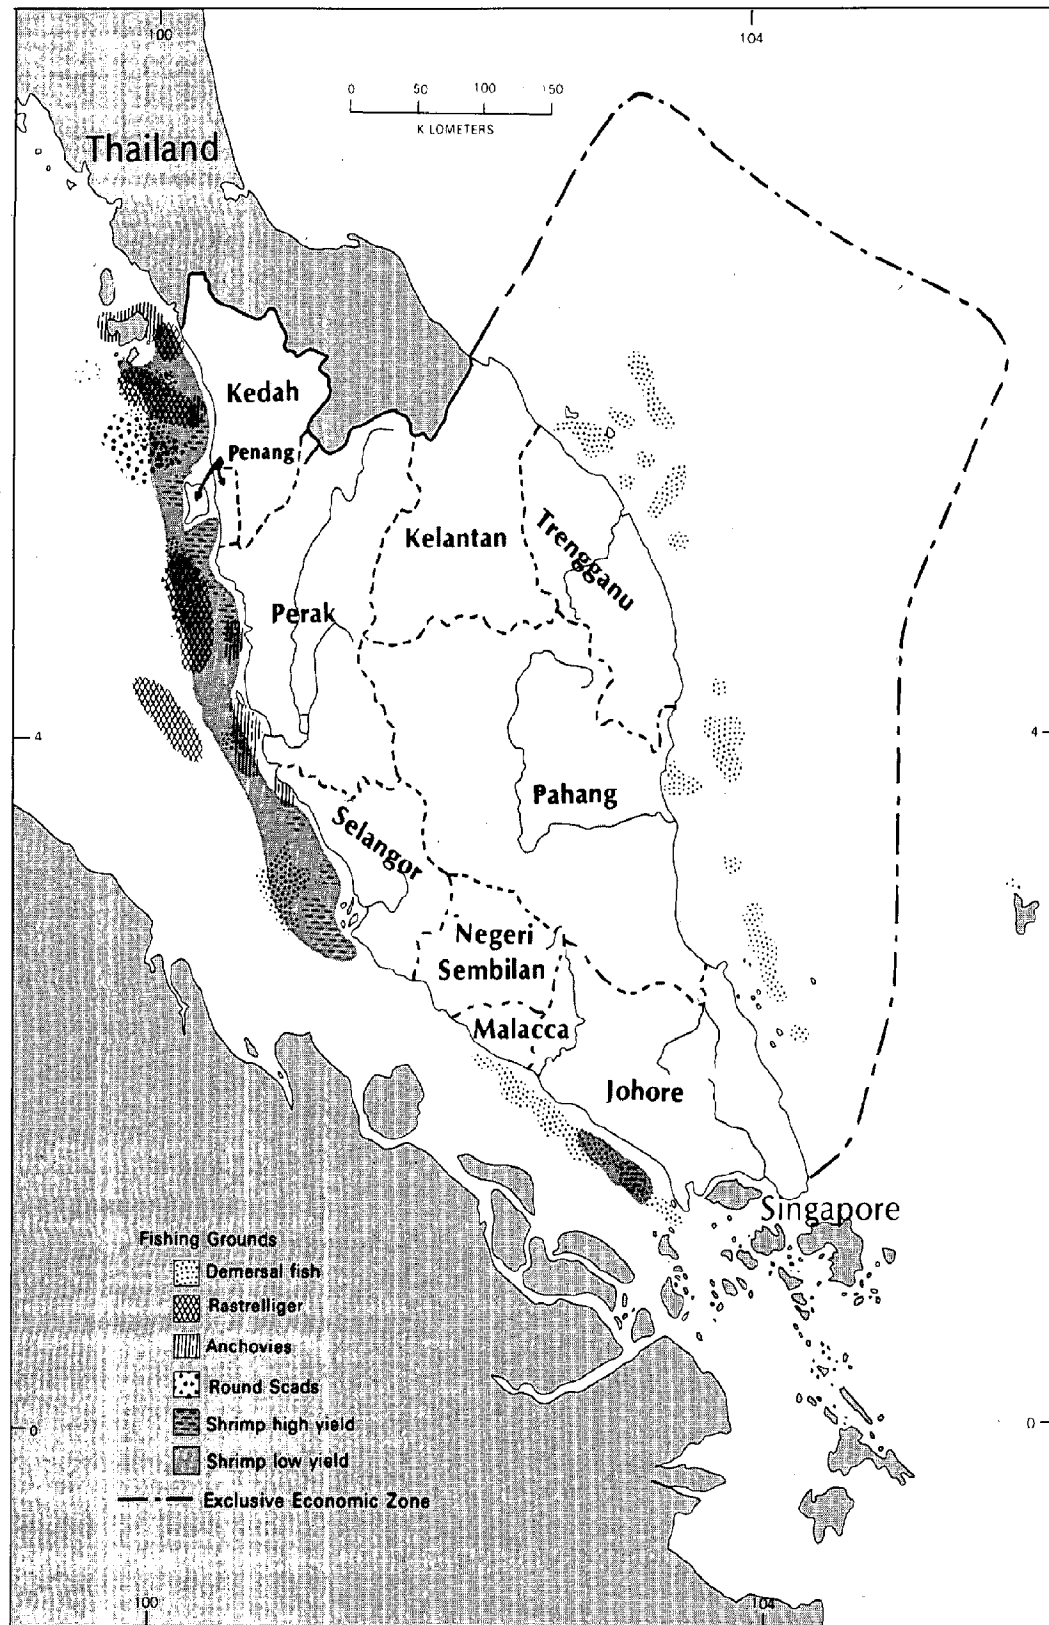 100
104
0 50 100 150
K LOMETERS
Thailand
Kedah
Penang
Kelantan
Trengganu
Perak
4
4
Pahang
Selangor
Negeri
Sembilan
Malacca
Johore
Singapore
Fishing Grounds
Demersal fish
Rastrelliger
Anchovies
Round Scads
Shrimp high yield
0
0
Shrimp low yield
Exclusive Economic Zone
100
104